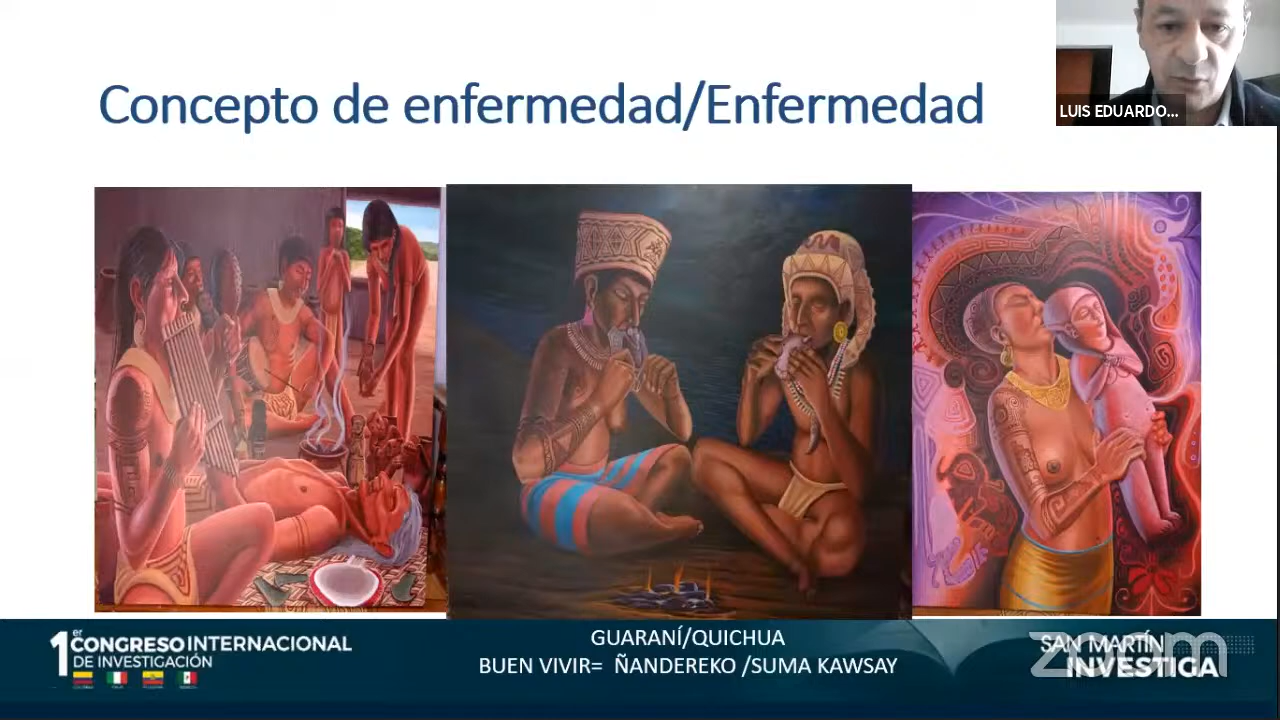 Concepto de enfermedad/Enfermedad
LUIS EDUARDO...
1er CONGRESO INTERNACIONAL
DE INVESTIGACIÓN
GUARANÍ/QUICHUA
BUEN VIVIR= ÑANDEREKO /SUMA KAWSAY
SAN MARTÍN
INVESTIGA
zoom